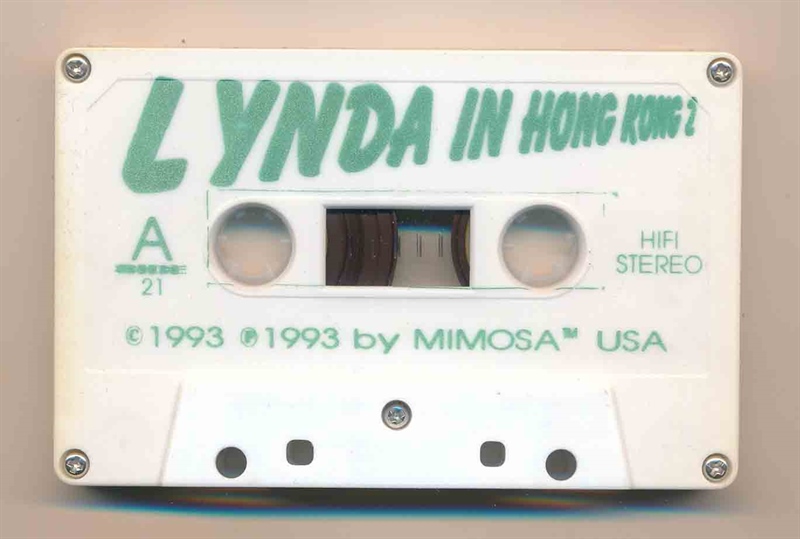 LYNDA IN HONG KONG 2
A
21
HIFI
STEREO
©1993 ℗1993 by MIMOSA™ USA